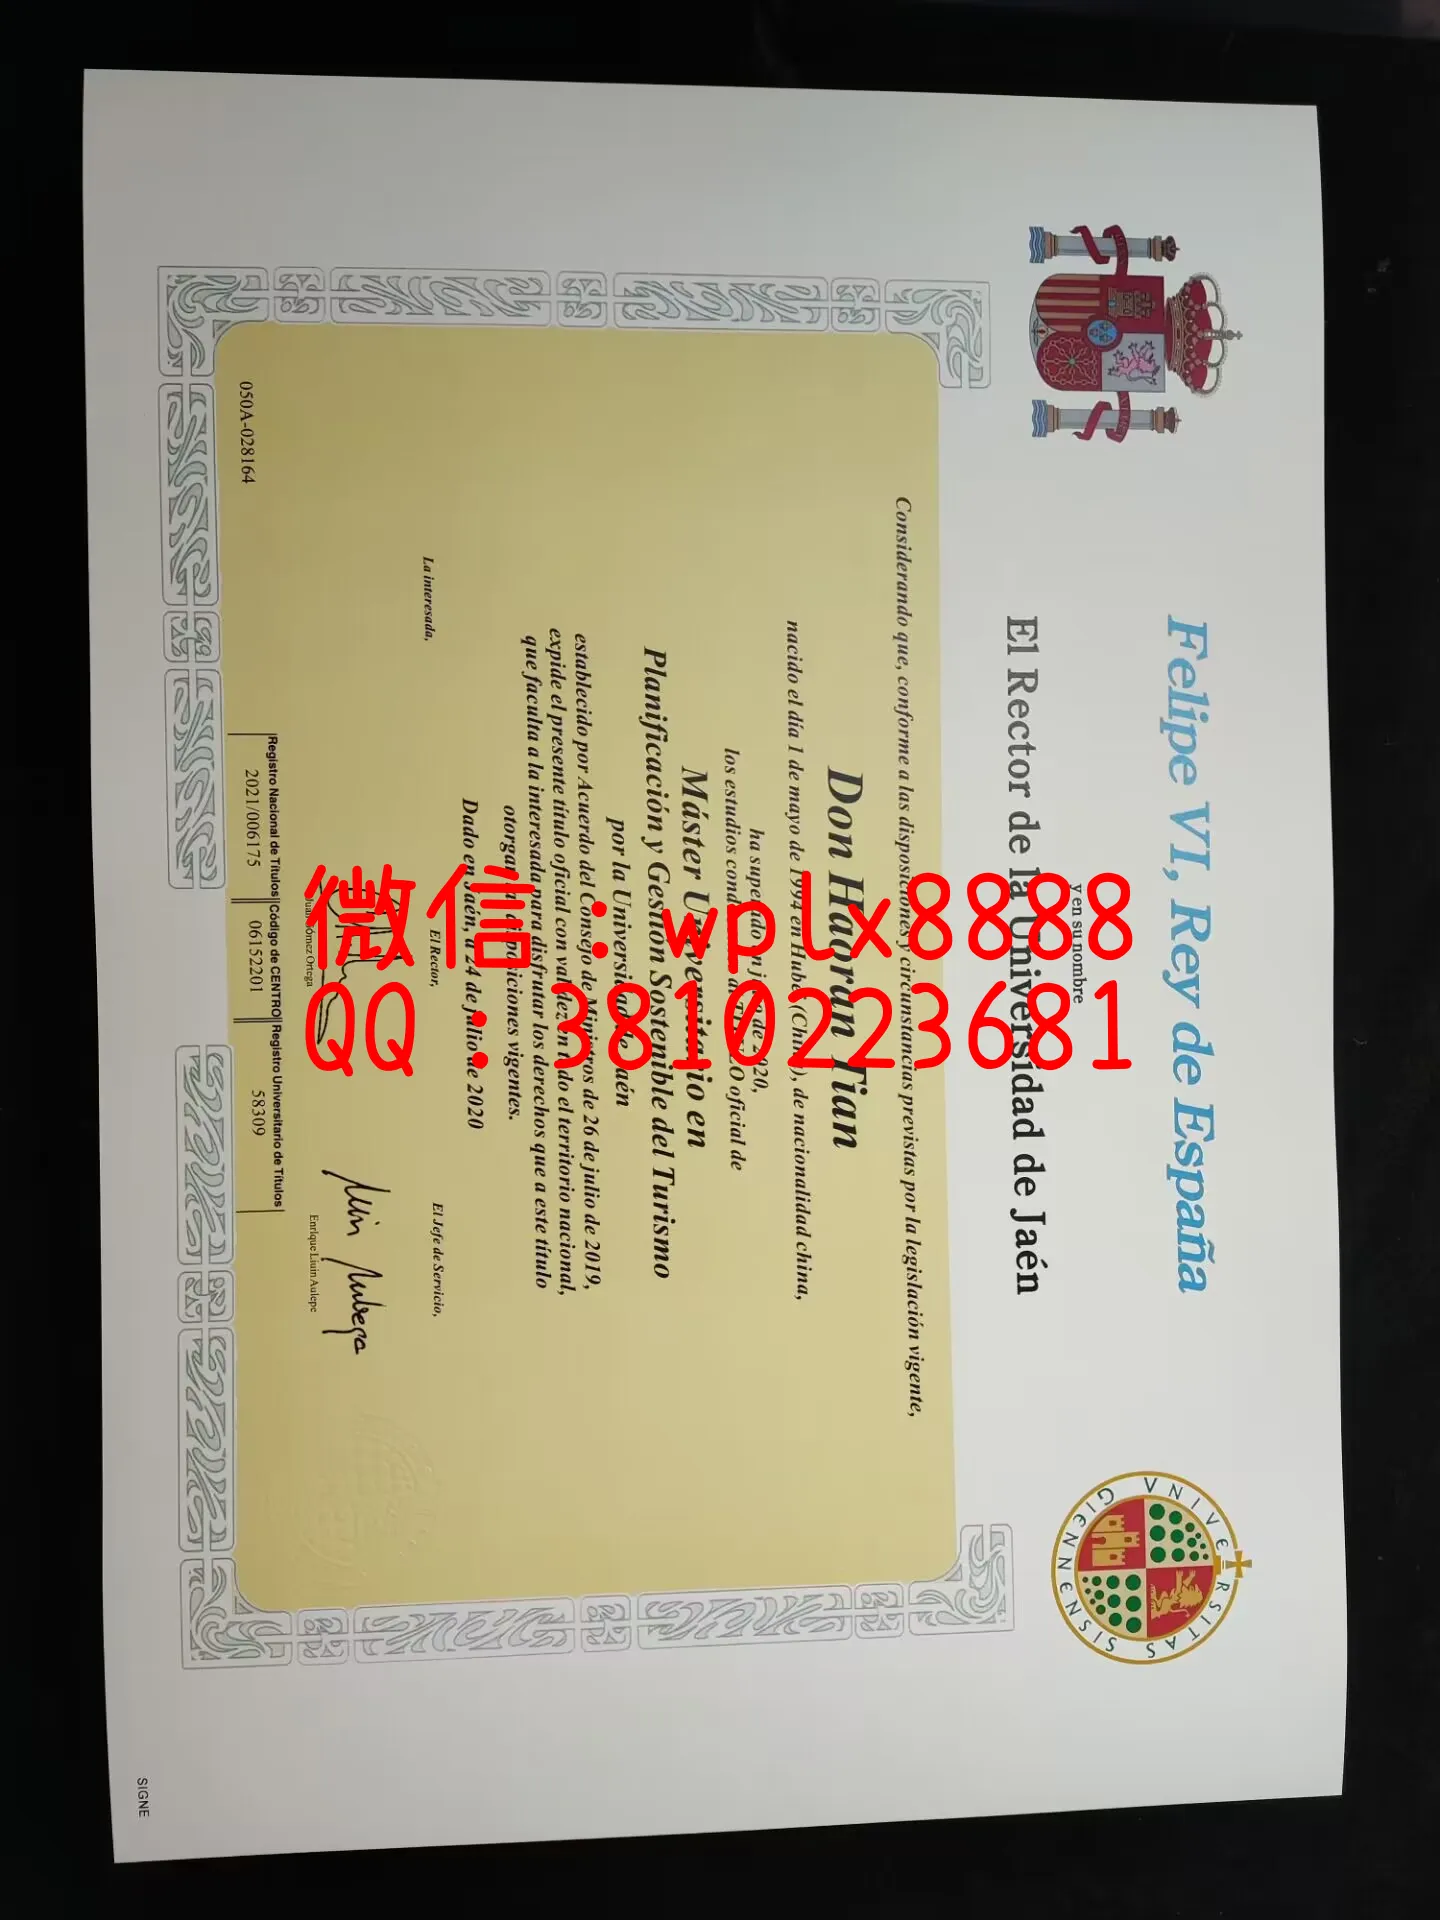 Felipe VI, Rey de España
y en su nombre
El Rector de la Universidad de Jaén
UNIVERSITAS GIENNENSIS
Considerando que, conforme a las disposiciones y circunstancias previstas por la legislación vigente,
Don Haoran Tian
nacido el día 1 de mayo de 1994 en Hubei (China), de nacionalidad china,
ha superado en de 2020,
los estudios oficial de
Máster Universitario en
Planificación y Gestión Sostenible del Turismo
por la Universidad de Jaén
establecido por Acuerdo del Consejo de Ministros de 26 de julio de 2019,
expide el presente título oficial con validez en todo el territorio nacional,
que faculta a la interesada para disfrutar los derechos que a este título
otorgan disposiciones vigentes.
Dado en Jaén, a 24 de julio de 2020
La interesada,
El Rector,
El Jefe de Servicio,
Juan Gómez Ortega
Enrique Liuin Aulepe
Registro Nacional de Títulos
Código de CENTRO
Registro Universitario de Títulos
2021/006175
06152201
58309
050A-028164
SIGNE
微信：wplx8888
QQ：3810223681